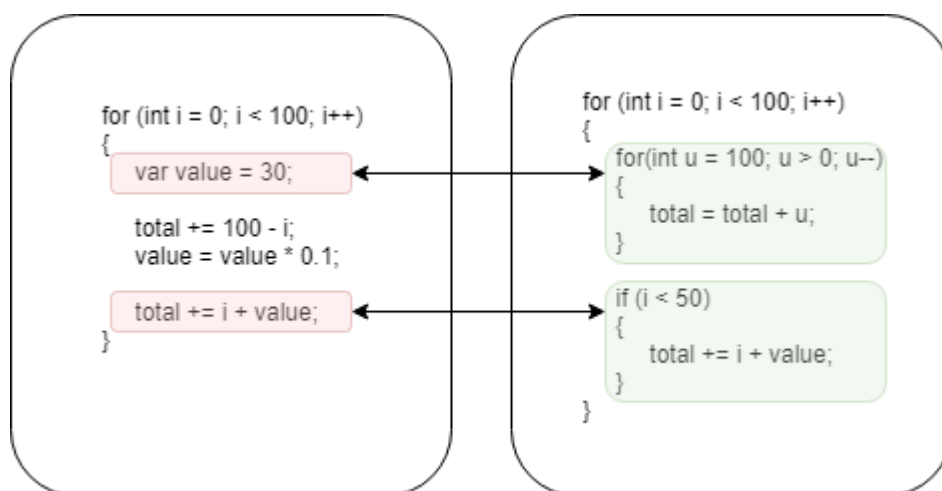 for (int i = 0; i < 100; i++)
{
var value = 30;
total += 100 - i;
value = value * 0.1;
total += i + value;
}
for (int i = 0; i < 100; i++)
{
for(int u = 100; u > 0; u--)
{
total = total + u;
}
if (i < 50)
{
total += i + value;
}
}